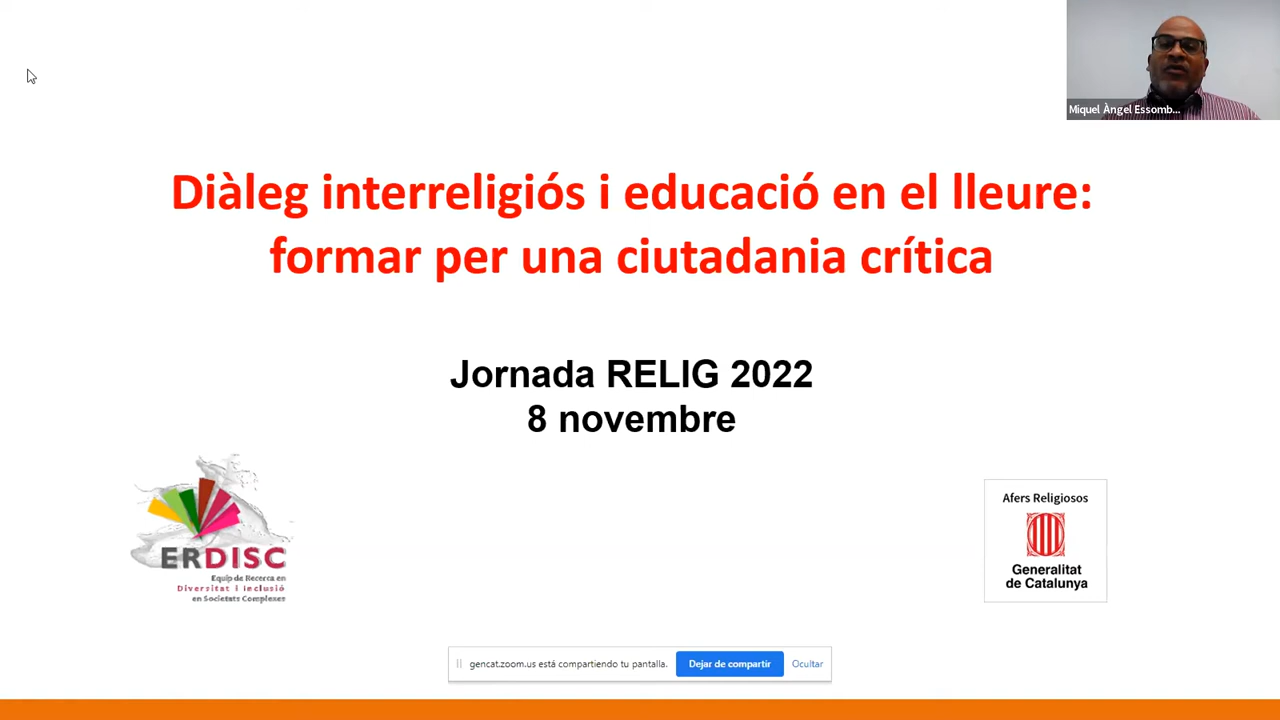 Miquel Àngel Essomb...
Diàleg interreligiós i educació en el lleure:
formar per una ciutadania crítica
Jornada RELIG 2022
8 novembre
ERDISC
Equip de Recerca en
Diversitat i Inclusió
en Societats Complexes
Afers Religiosos
Generalitat
de Catalunya
gencat.zoom.us está compartiendo tu pantalla.
Dejar de compartir
Ocultar